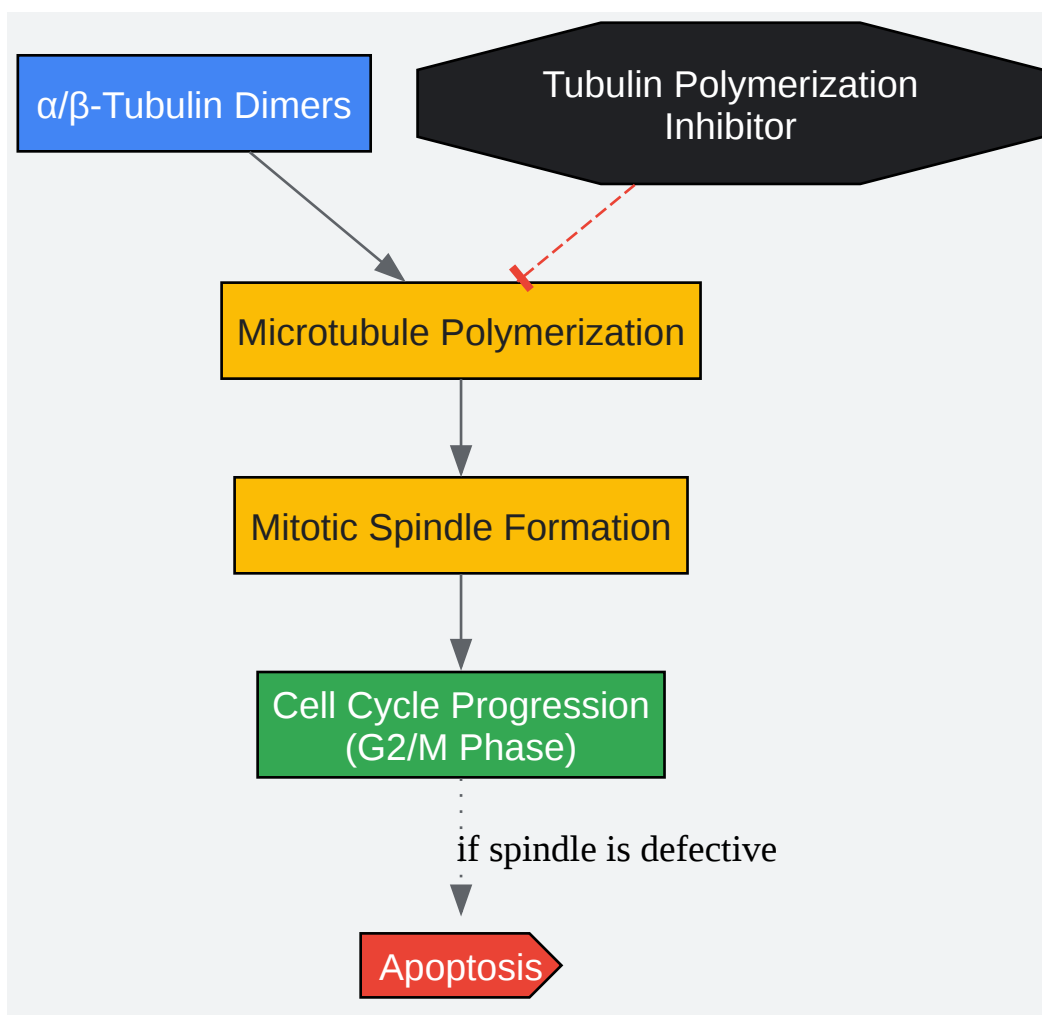 α/β-Tubulin Dimers
Tubulin Polymerization
Inhibitor
Microtubule Polymerization
Mitotic Spindle Formation
Cell Cycle Progression
(G2/M Phase)
if spindle is defective
Apoptosis